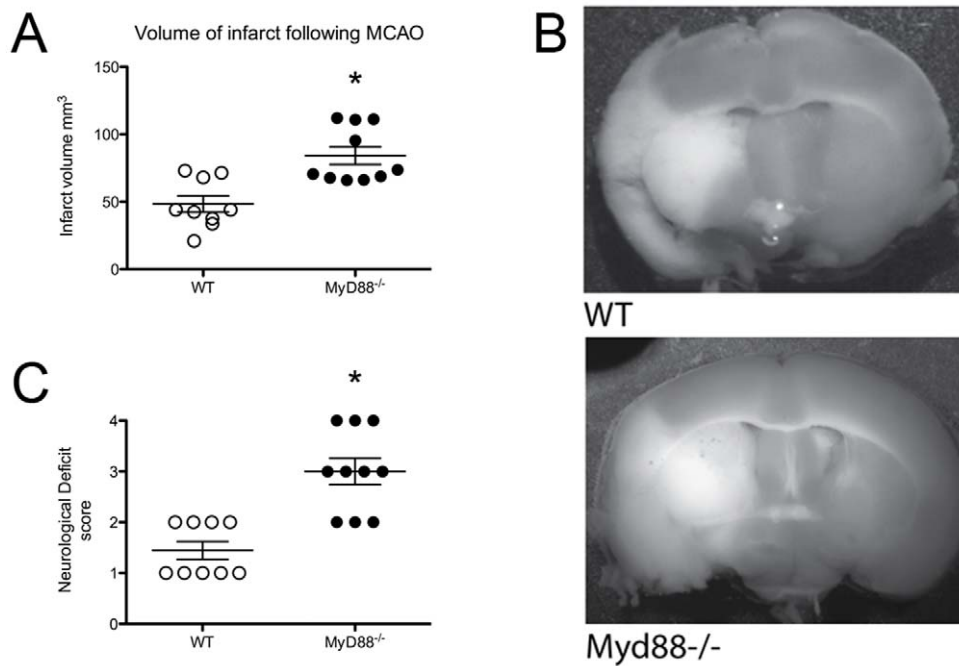 A
Volume of infarct following MCAO
150
100
50
0
Infarct volume mm³
*
WT
MyD88⁻/⁻
B
WT
Myd88-/-
C
4
3
2
1
0
Neurological Deficit
score
*
WT
MyD88⁻/⁻